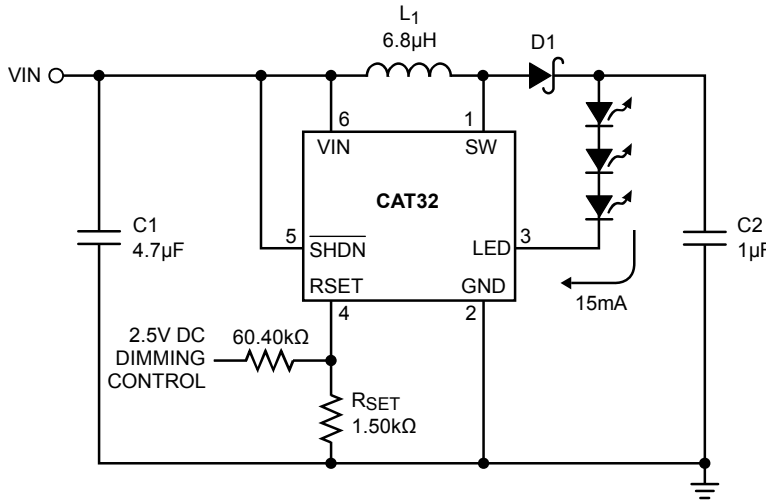 L1
6.8μH
D1
VIN
6
1
VIN
SW
CAT32
C1
4.7μF
5
SHDN
LED
3
C2
1μF
RSET
GND
4
2
15mA
2.5V DC
DIMMING
CONTROL
60.40kΩ
RSET
1.50kΩ